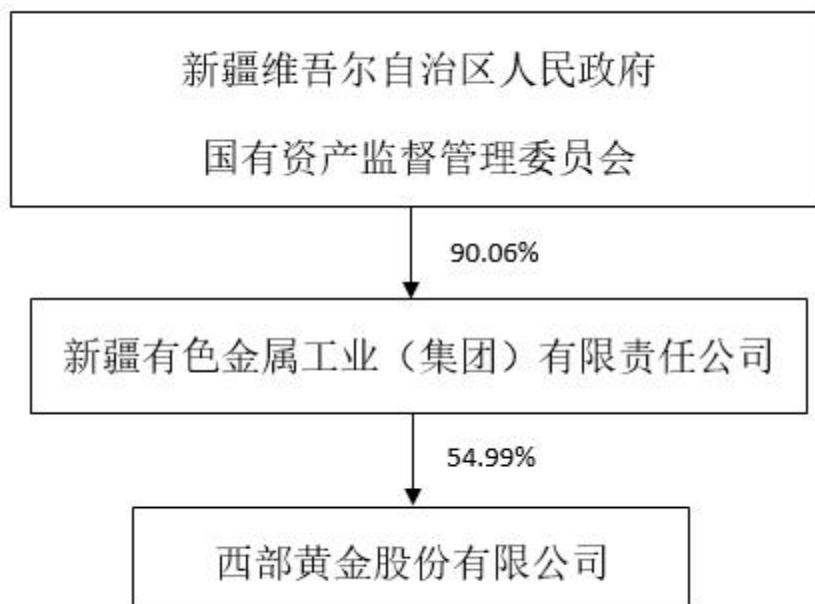 新疆维吾尔自治区人民政府
国有资产监督管理委员会
90.06%
新疆有色金属工业（集团）有限责任公司
54.99%
西部黄金股份有限公司